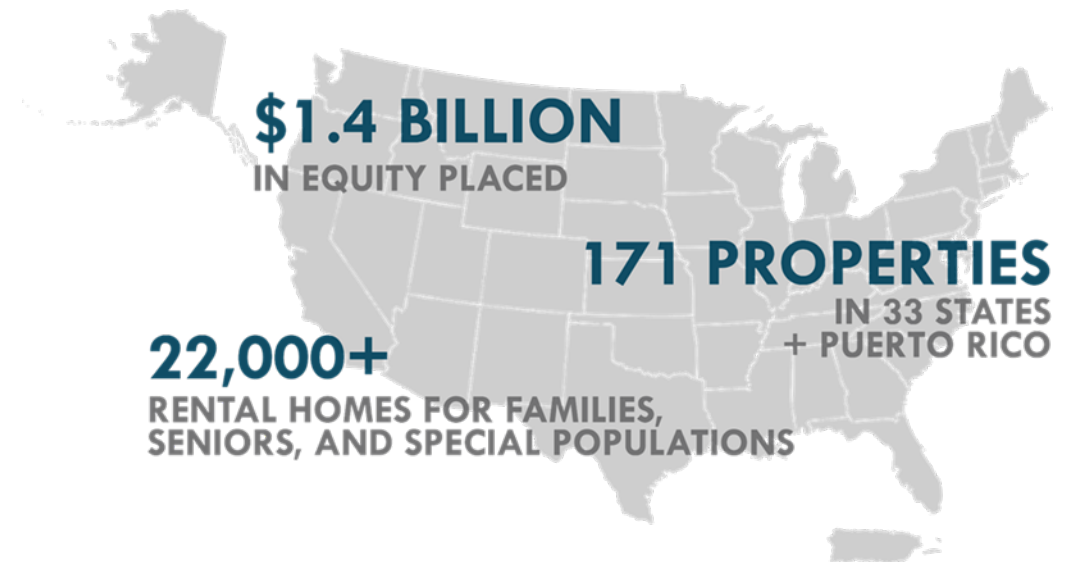 $1.4 BILLION
IN EQUITY PLACED
171 PROPERTIES
IN 33 STATES
+ PUERTO RICO
22,000+
RENTAL HOMES FOR FAMILIES,
SENIORS, AND SPECIAL POPULATIONS